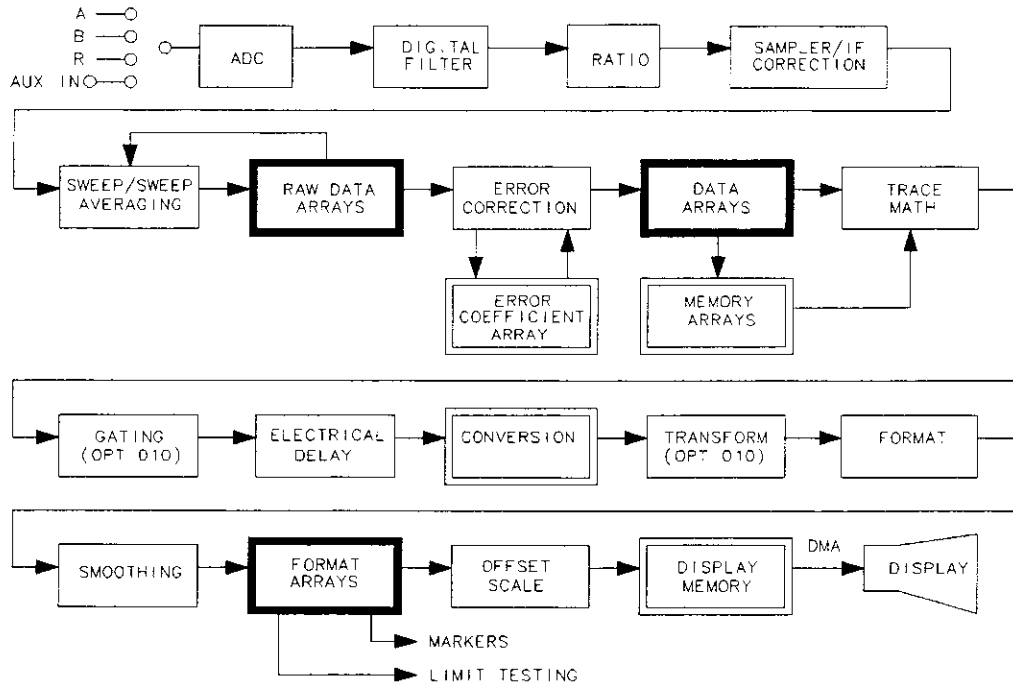 A
B
R
AUX IN
ADC
DIGITAL
FILTER
RATIO
SAMPLER/IF
CORRECTION
SWEEP/SWEEP
AVERAGING
RAW DATA
ARRAYS
ERROR
CORRECTION
DATA
ARRAYS
TRACE
MATH
ERROR
COEFFICIENT
ARRAY
MEMORY
ARRAYS
GATING
(OPT 010)
ELECTRICAL
DELAY
CONVERSION
TRANSFORM
(OPT 010)
FORMAT
SMOOTHING
FORMAT
ARRAYS
OFFSET
SCALE
DISPLAY
MEMORY
DMA
DISPLAY
MARKERS
LIMIT TESTING